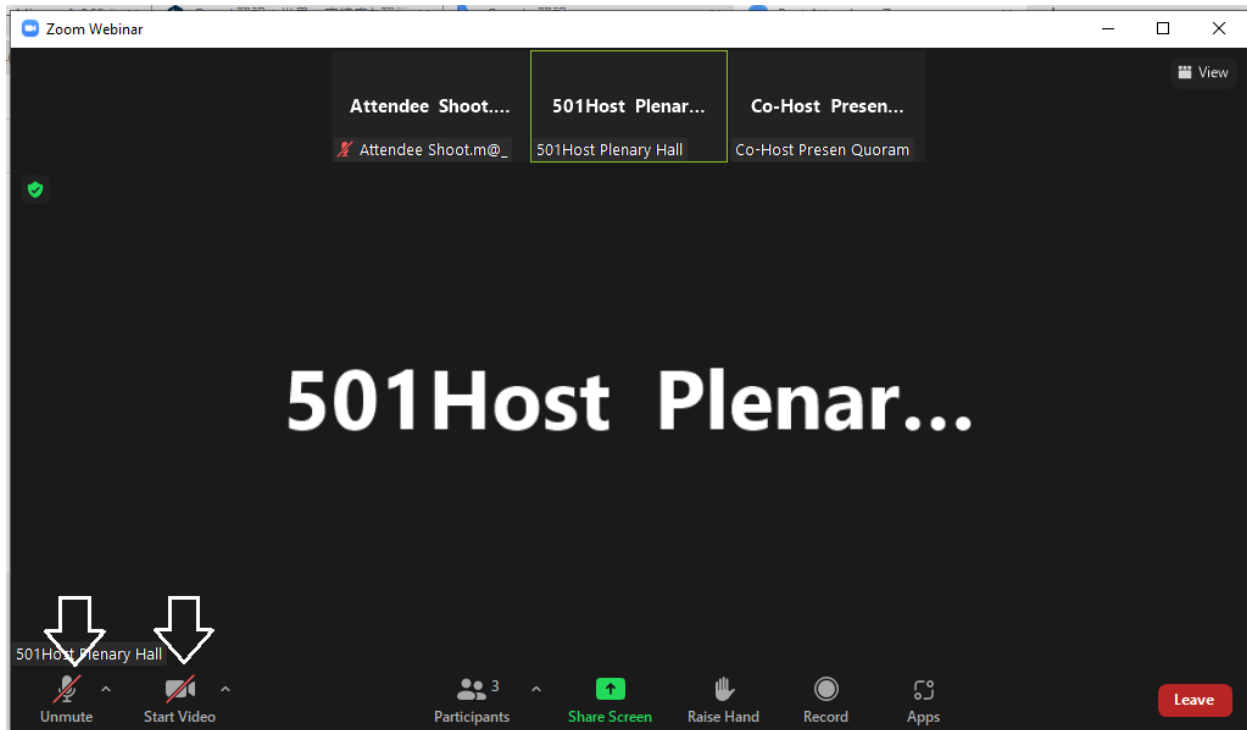 Zoom Webinar
View
Attendee Shoot.... 501Host Plenar... Co-Host Presen...
Attendee Shoot.m@_ 501Host Plenary Hall Co-Host Presen Quoram
501Host Plenar...
501Host Plenary Hall
3
Unmute Start Video Participants Share Screen Raise Hand Record Apps Leave